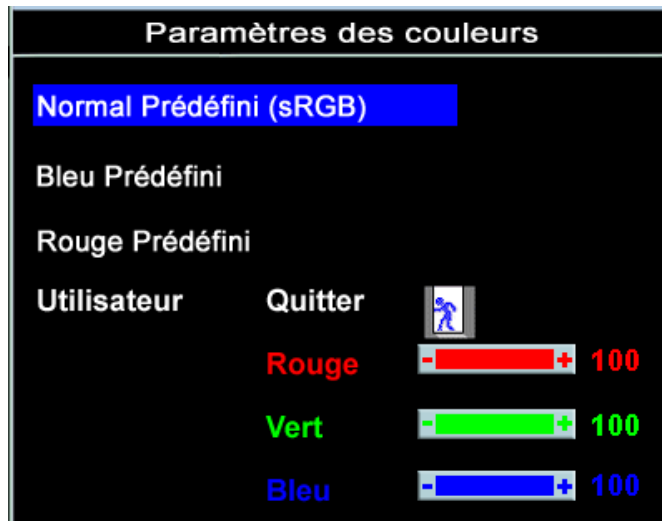 Paramètres des couleurs
Normal Prédéfini (sRGB)
Bleu Prédéfini
Rouge Prédéfini
Utilisateur Quitter
Rouge - + 100
Vert - + 100
Bleu - + 100